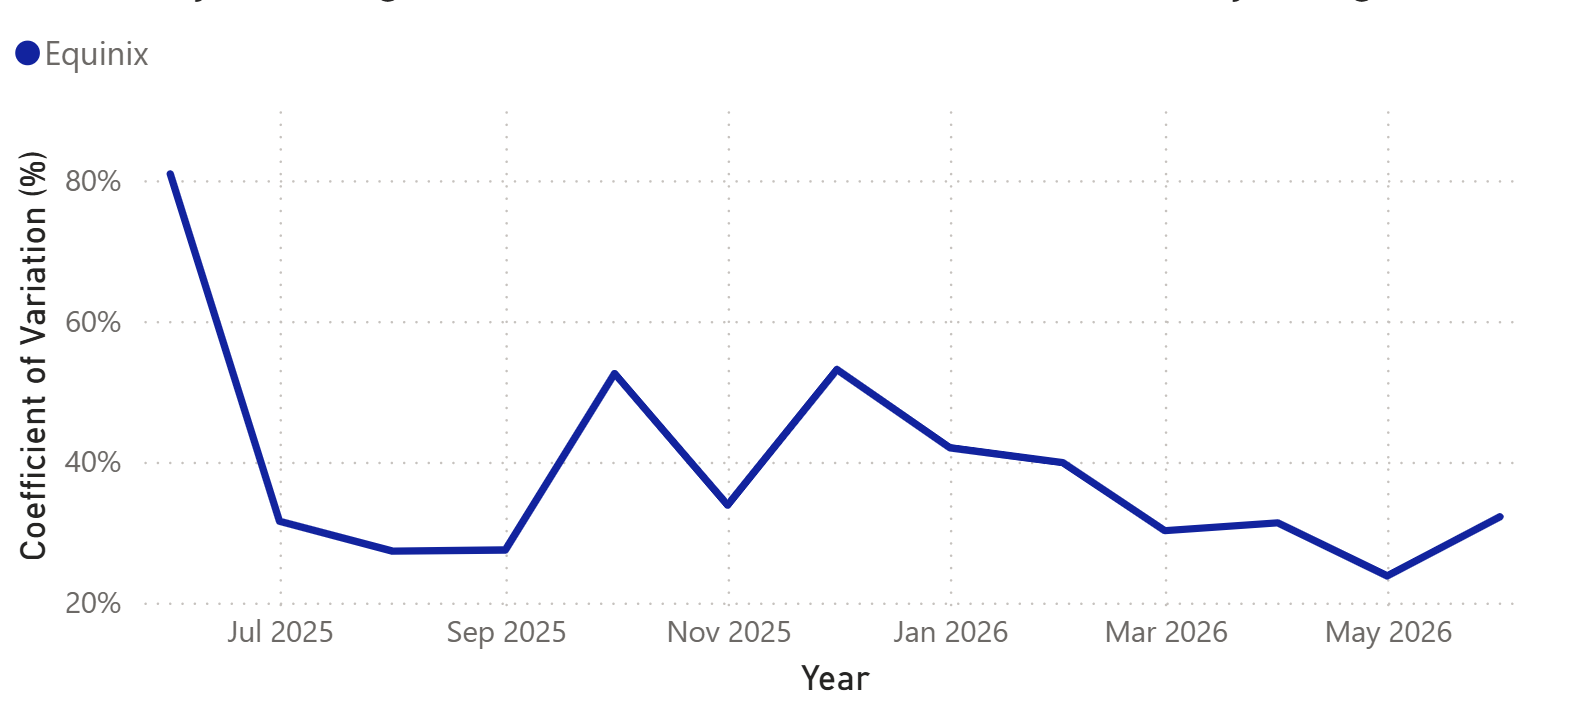 Equinix
Coefficient of Variation (%)
80%
60%
40%
20%
Jul 2025 Sep 2025 Nov 2025 Jan 2026 Mar 2026 May 2026
Year